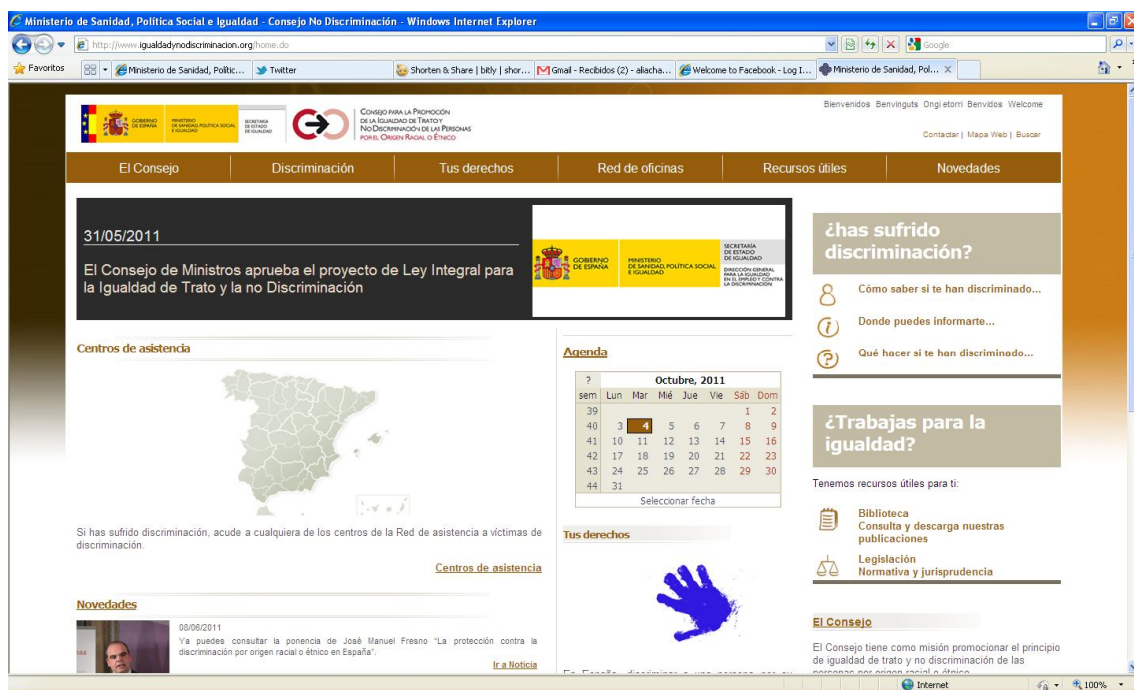 Ministerio de Sanidad, Política Social e Igualdad - Consejo No Discriminación - Windows Internet Explorer
http://www.igualdadynodiscriminacion.org/home.do
Google
Favoritos
Ministerio de Sanidad, Polític...
Twitter
Shorten & Share | bitly | shor...
Gmail - Recibidos (2) - aliacha...
Welcome to Facebook - Log I...
Ministerio de Sanidad, Pol...
GOBIERNO
DE ESPAÑA
MINISTERIO
DE SANIDAD, POLÍTICA SOCIAL
E IGUALDAD
SECRETARÍA
DE ESTADO
DE IGUALDAD
CONSEJO PARA LA PROMOCIÓN
DE LA IGUALDAD DE TRATO Y
NO DISCRIMINACIÓN DE LAS PERSONAS
POR EL ORIGEN RACIAL O ÉTNICO
Bienvenidos Benvinguts Ongi etorri Benvidos Welcome
Contactar | Mapa Web | Buscar
El Consejo
Discriminación
Tus derechos
Red de oficinas
Recursos útiles
Novedades
31/05/2011
El Consejo de Ministros aprueba el proyecto de Ley Integral para
la Igualdad de Trato y la no Discriminación
GOBIERNO
DE ESPAÑA
MINISTERIO
DE SANIDAD, POLÍTICA SOCIAL
E IGUALDAD
SECRETARÍA
DE ESTADO
DE IGUALDAD
DIRECCIÓN GENERAL
PARA LA IGUALDAD
EN EL EMPLEO Y CONTRA
LA DISCRIMINACIÓN
¿has sufrido
discriminación?
Cómo saber si te han discriminado...
Donde puedes informarte...
Qué hacer si te han discriminado...
Centros de asistencia
Si has sufrido discriminación, acude a cualquiera de los centros de la Red de asistencia a víctimas de
discriminación.
Centros de asistencia
Agenda
? Octubre, 2011
sem Lun Mar Mié Jue Vie Sáb Dom
39 1 2
40 3 4 5 6 7 8 9
41 10 11 12 13 14 15 16
42 17 18 19 20 21 22 23
43 24 25 26 27 28 29 30
44 31
Seleccionar fecha
Tus derechos
¿Trabajas para la
igualdad?
Tenemos recursos útiles para ti:
Biblioteca
Consulta y descarga nuestras
publicaciones
Legislación
Normativa y jurisprudencia
Novedades
08/06/2011
Ya puedes consultar la ponencia de José Manuel Fresno "La protección contra la
discriminación por origen racial o étnico en España".
Ir a Noticia
El Consejo
El Consejo tiene como misión promocionar el principio
de igualdad de trato y no discriminación de las
personas por origen racial o étnico
En España, discriminar a una persona por su
Internet
100%